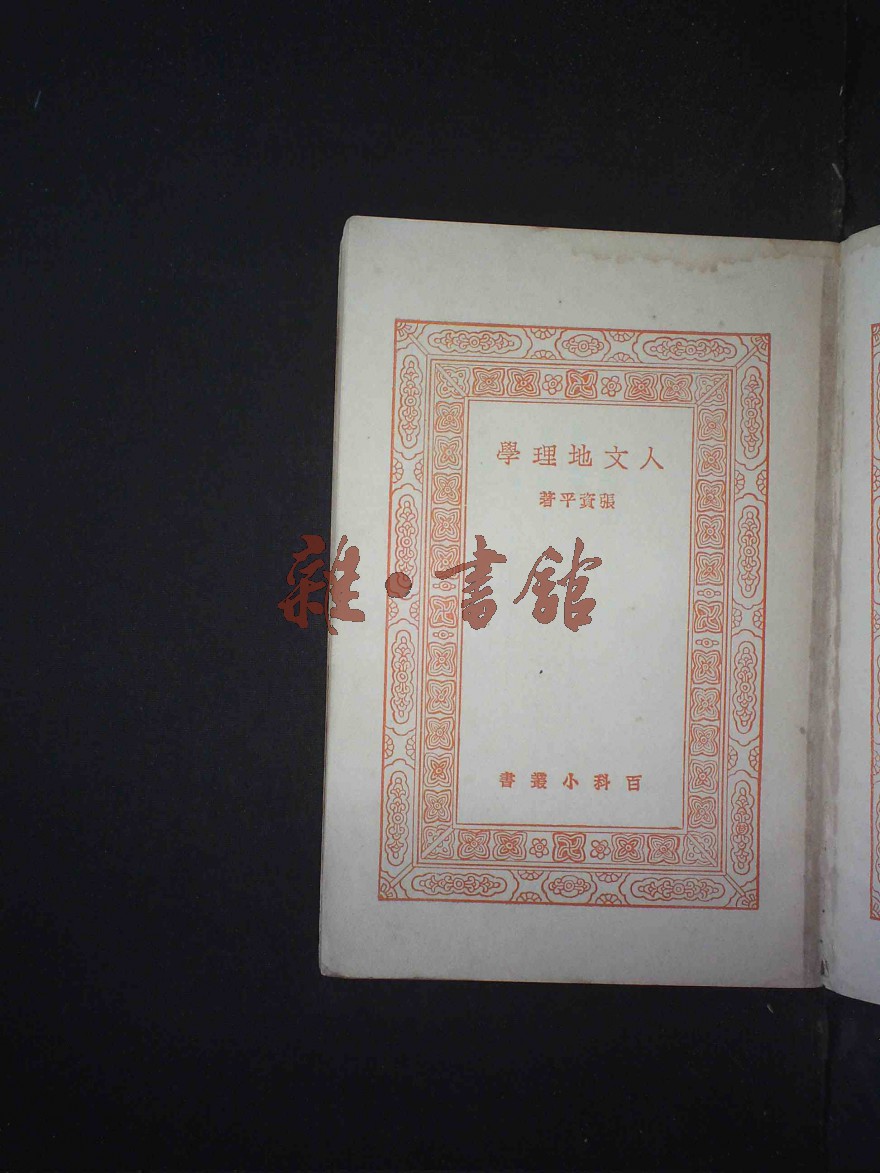 人文地理學
張資平著
雜·書館
百科小叢書